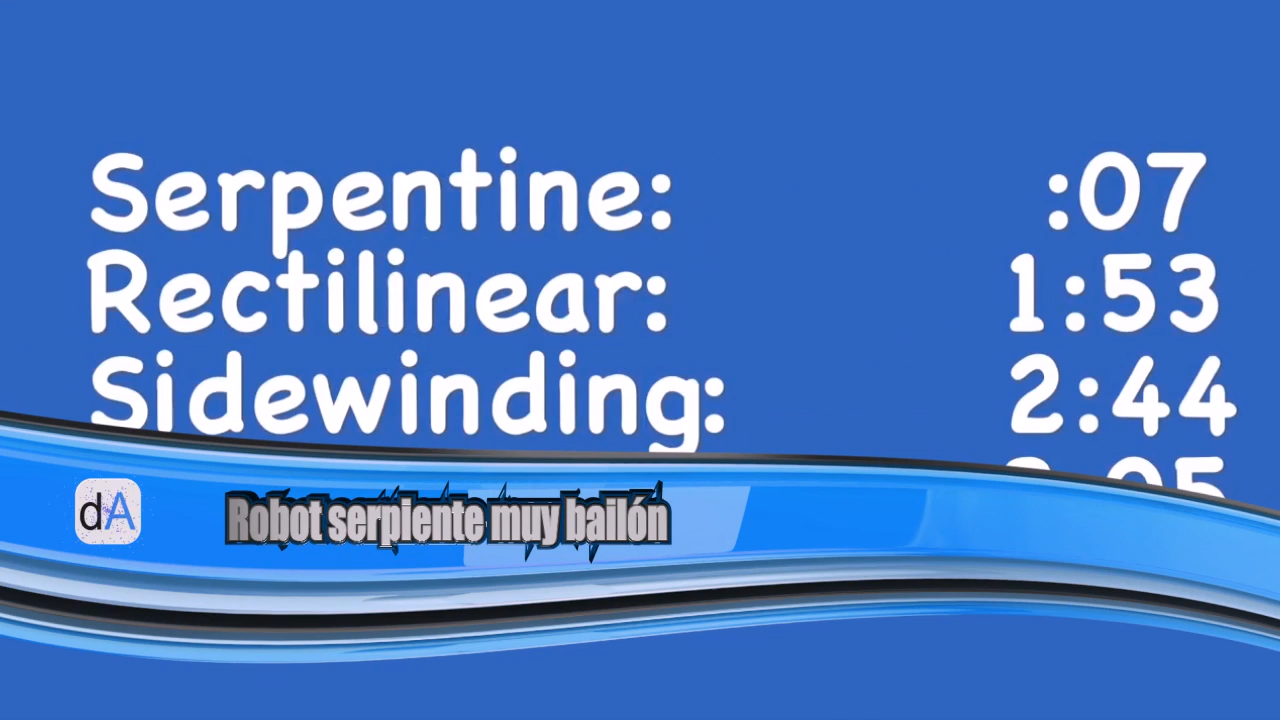 Serpentine: :07
Rectilinear: 1:53
Sidewinding: 2:44
dA
Robot serpiente muy bailón